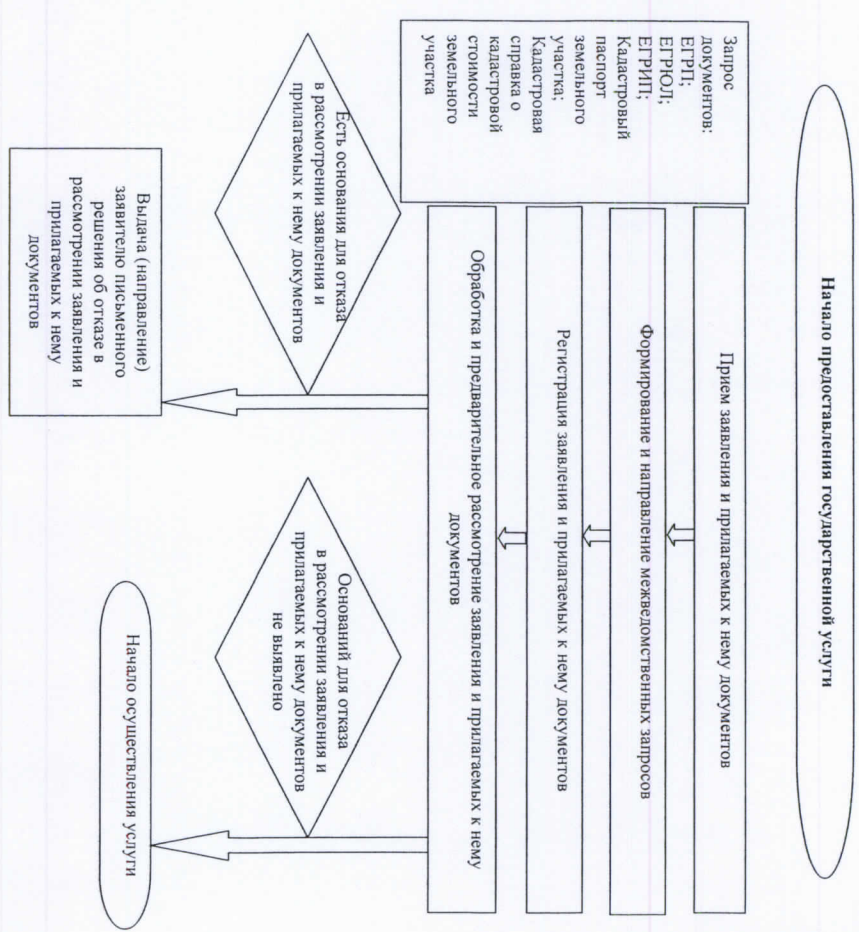 Начало предоставления государственной услуги
Запрос
документов:
ЕГРП;
ЕГРЮЛ;
ЕГРИП;
Кадастровый
паспорт
земельного
участка;
Кадастровая
справка о
кадастровой
стоимости
земельного
участка
Прием заявления и прилагаемых к нему документов
Формирование и направление межведомственных запросов
Регистрация заявления и прилагаемых к нему документов
Обработка и предварительное рассмотрение заявления и прилагаемых к нему
документов
Есть основания для отказа
в рассмотрении заявления и
прилагаемых к нему документов
Оснований для отказа
в рассмотрении заявления и
прилагаемых к нему документов
не выявлено
Выдача (направление)
заявителю письменного
решения об отказе в
рассмотрении заявления и
прилагаемых к нему
документов
Начало осуществления услуги